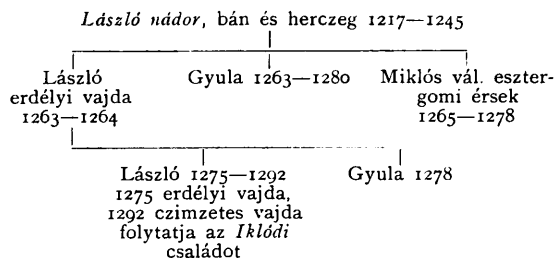 László nádor, bán és herczeg 1217—1245
László
erdélyi vajda
1263—1264
Gyula 1263—1280
Miklós vál. eszter-
gomi érsek
1265—1278
László 1275—1292
1275 erdélyi vajda,
1292 czimzetes vajda
folytatja az Iklódi
családot
Gyula 1278